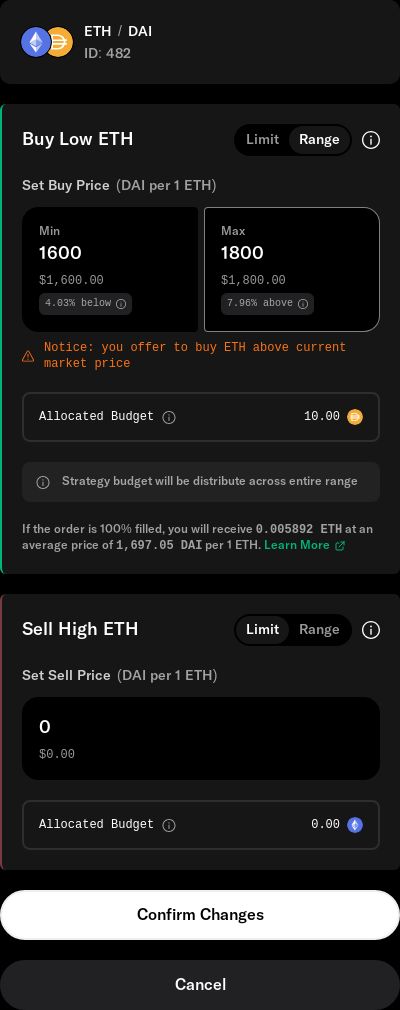 ETH / DAI
ID: 482
Buy Low ETH Limit Range
Set Buy Price (DAI per 1 ETH)
Min Max
1600 1800
$1,600.00 $1,800.00
4.03% below 7.96% above
Notice: you offer to buy ETH above current
market price
Allocated Budget 10.00
Strategy budget will be distribute across entire range
If the order is 100% filled, you will receive 0.005892 ETH at an
average price of 1,697.05 DAI per 1 ETH. Learn More
Sell High ETH Limit Range
Set Sell Price (DAI per 1 ETH)
0
$0.00
Allocated Budget 0.00
Confirm Changes
Cancel